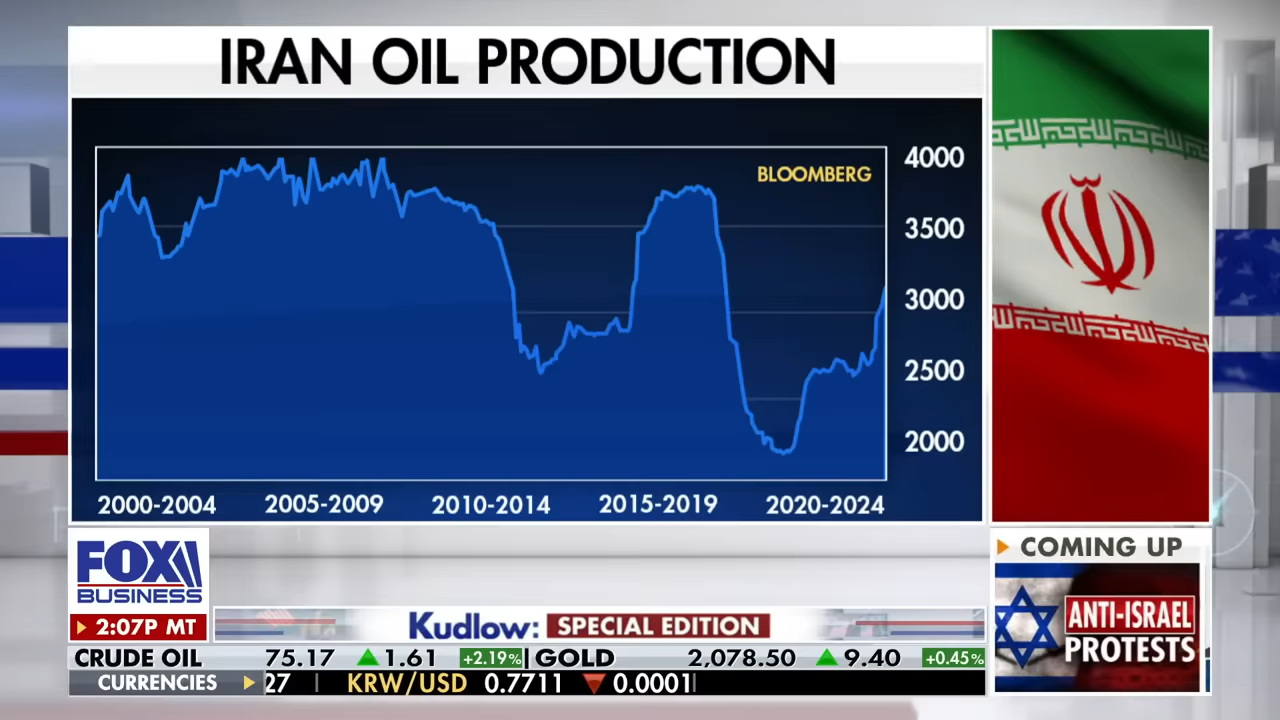 IRAN OIL PRODUCTION
BLOOMBERG
4000
3500
3000
2500
2000
2000-2004 2005-2009 2010-2014 2015-2019 2020-2024
FOX
BUSINESS
2:07P MT
Kudlow: SPECIAL EDITION
COMING UP
ANTI-ISRAEL
PROTESTS
CRUDE OIL 75.17 ▲ 1.61 +2.19% GOLD 2,078.50 ▲ 9.40 +0.45%
CURRENCIES 27 | KRW/USD 0.7711 ▼ 0.0001